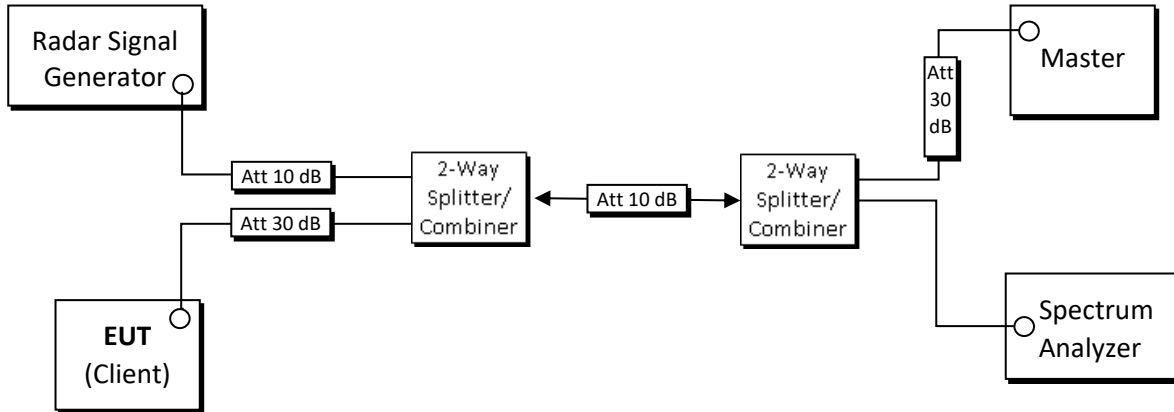 Radar Signal
Generator
Att 10 dB
Att 30 dB
EUT
(Client)
2-Way
Splitter/
Combiner
Att 10 dB
2-Way
Splitter/
Combiner
Att
30
dB
Master
Spectrum
Analyzer